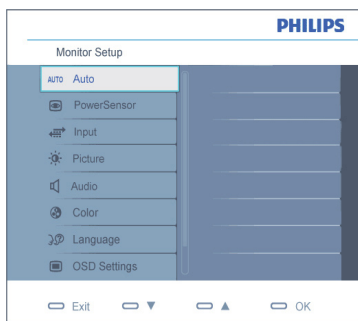 PHILIPS
Monitor Setup
AUTO Auto
PowerSensor
Input
Picture
Audio
Color
Language
OSD Settings
Exit ▼ ▲ OK